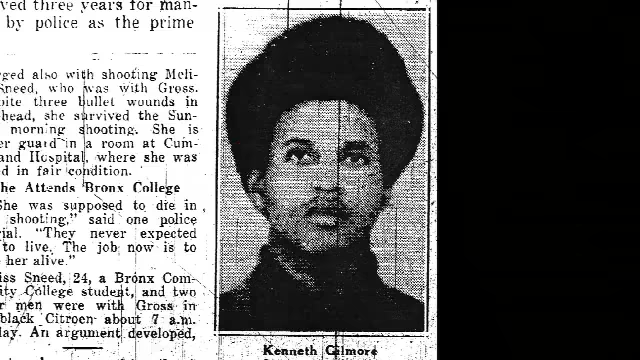 ved three years for man-
by police as the prime
rged also with shooting Meli-
Sneed, who was with Gross.
pite three bullet wounds in
head, she survived the Sun-
morning shooting. She is
er guard in a room at Cum-
and Hospital, where she was
d in fair condition.
he Attends Bronx College
She was supposed to die in
shooting," said one police
cial. "They never expected
to live. The job now is to
her alive."
iss Sneed, 24, a Bronx Com-
ity College student, and two
r men were with Gross in
black Citroen about 7 a.m.
day. An argument developed,
Kenneth Gilmore